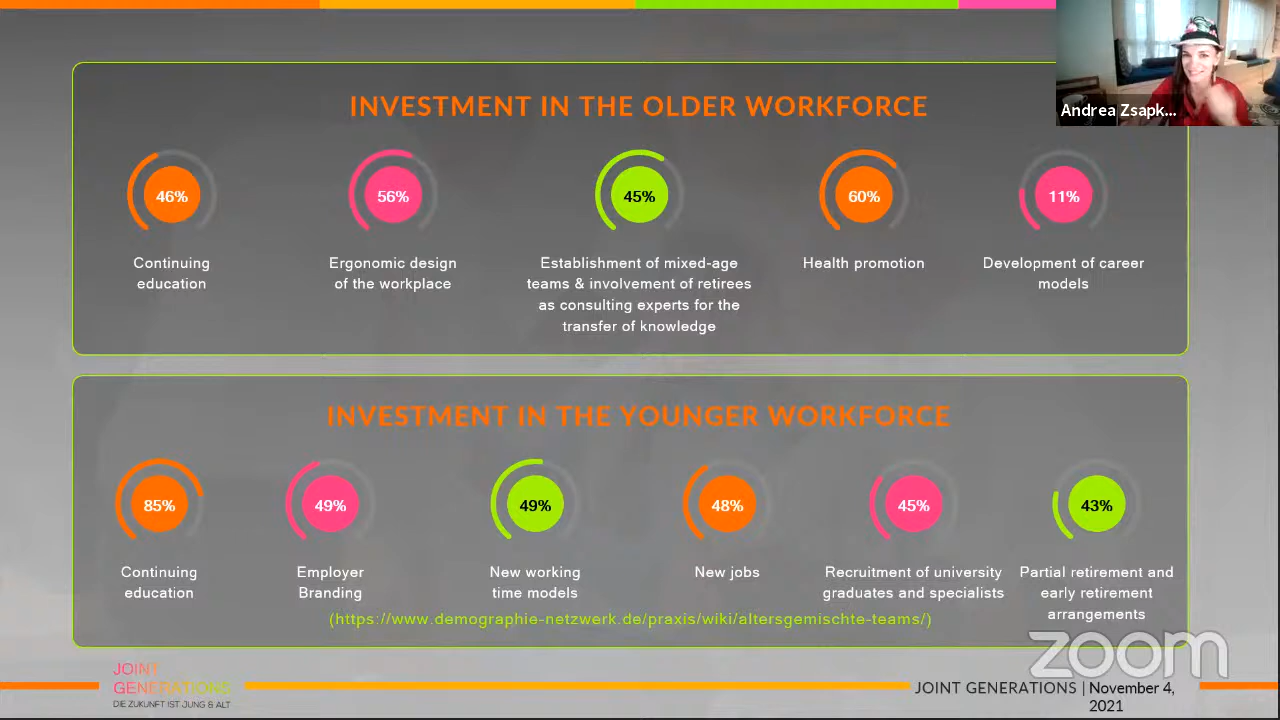 Andrea Zsapk...
INVESTMENT IN THE OLDER WORKFORCE
46%
56%
45%
60%
11%
Continuing
education
Ergonomic design
of the workplace
Establishment of mixed-age
teams & involvement of retirees
as consulting experts for the
transfer of knowledge
Health promotion
Development of career
models
INVESTMENT IN THE YOUNGER WORKFORCE
85%
49%
49%
48%
45%
43%
Continuing
education
Employer
Branding
New working
time models
New jobs
Recruitment of university
graduates and specialists
Partial retirement and
early retirement
arrangements
(https://www.demographie-netzwerk.de/praxis/wiki/altersgemischte-teams/)
zoom
JOINT
GENERATIONS
DIE ZUKUNFT IST JUNG & ALT
JOINT GENERATIONS | November 4,
2021